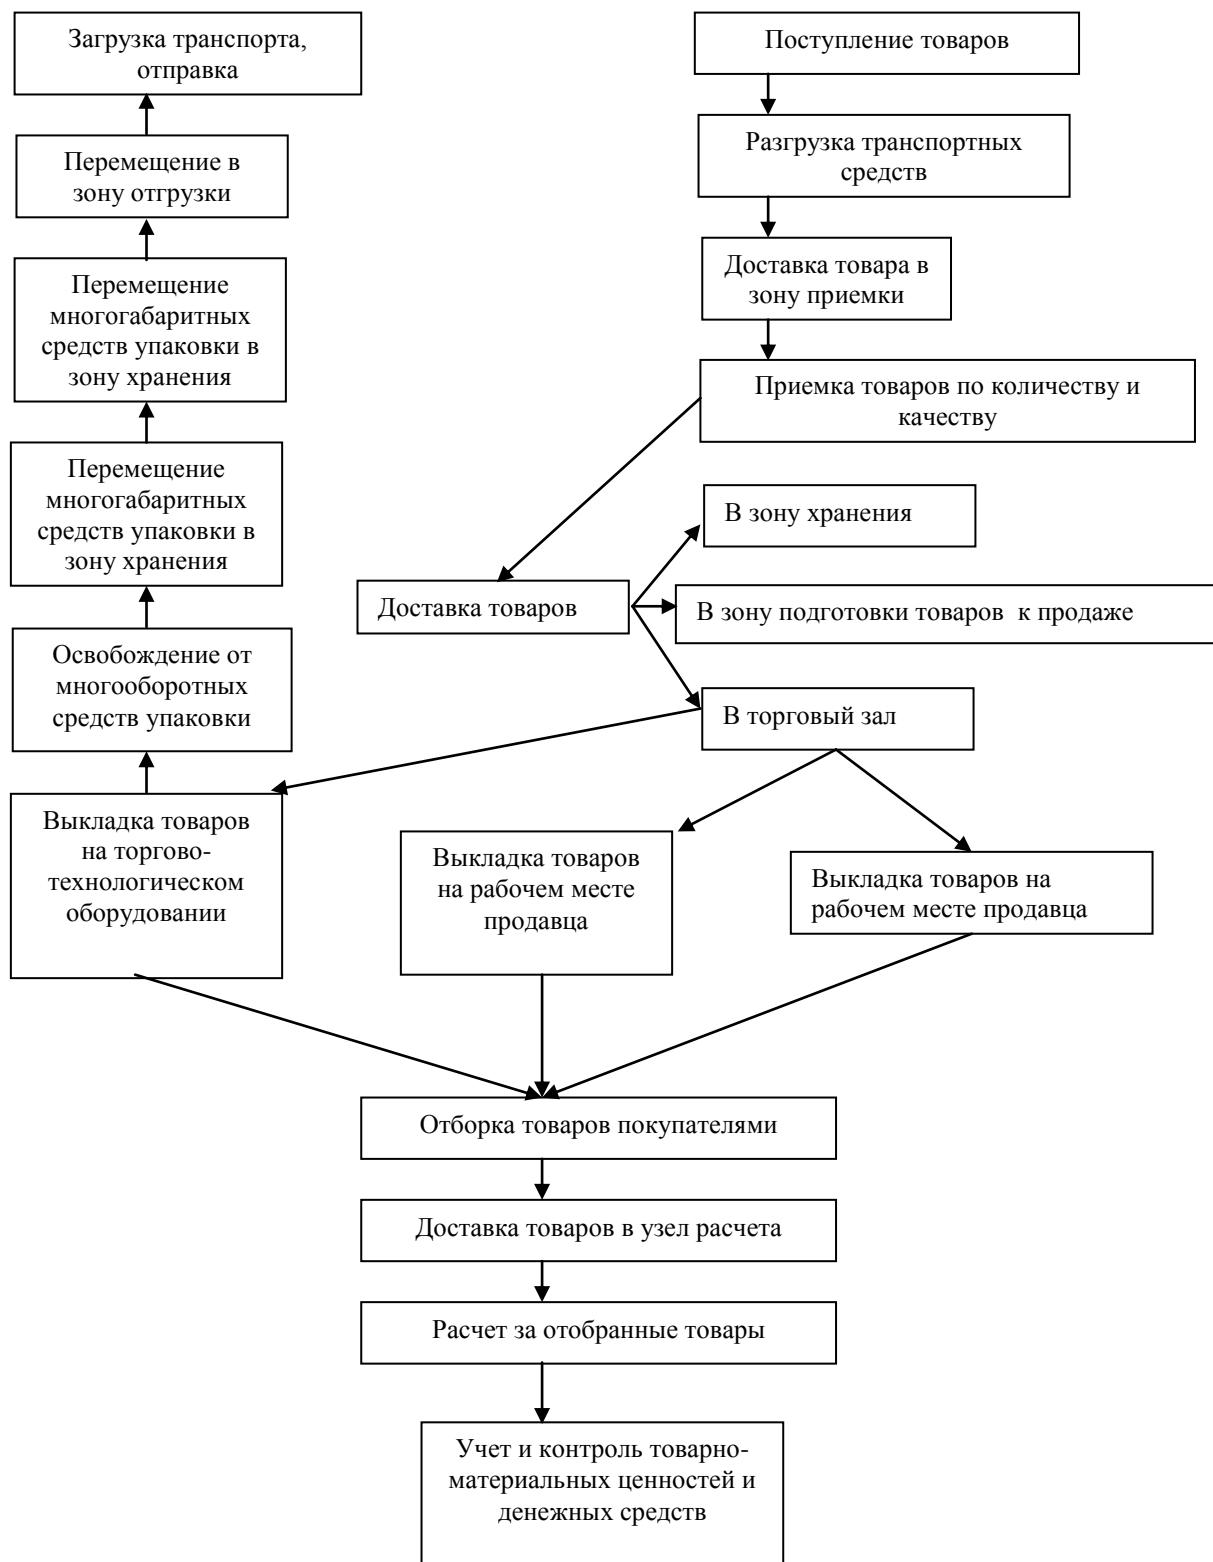 Загрузка транспорта,
отправка
Поступление товаров
Разгрузка транспортных
средств
Перемещение в
зону отгрузки
Доставка товара в
зону приемки
Перемещение
многогабаритных
средств упаковки в
зону хранения
Приемка товаров по количеству и
качеству
Перемещение
многогабаритных
средств упаковки в
зону хранения
В зону хранения
Доставка товаров
В зону подготовки товаров к продаже
Освобождение от
многооборотных
средств упаковки
В торговый зал
Выкладка товаров
на торгово-
технологическом
оборудовании
Выкладка товаров
на рабочем месте
продавца
Выкладка товаров на
рабочем месте продавца
Отборка товаров покупателями
Доставка товаров в узел расчета
Расчет за отобранные товары
Учет и контроль товарно-
материальных ценностей и
денежных средств